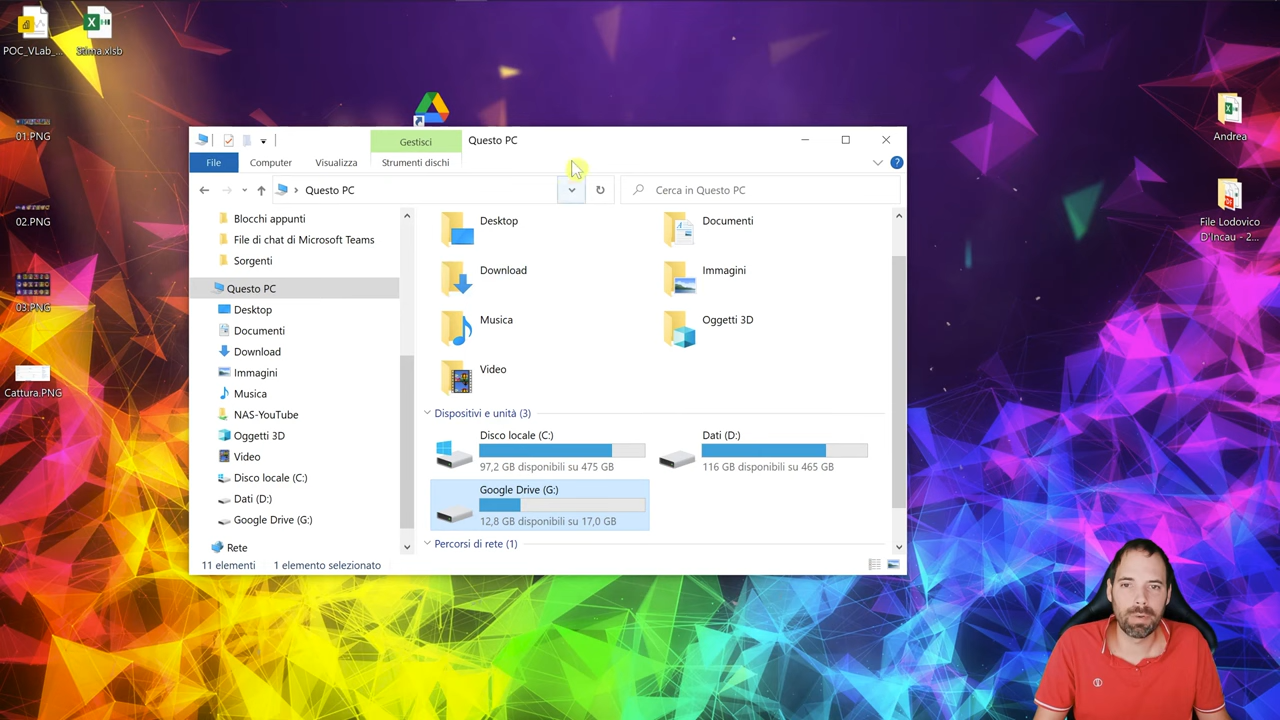 POC_VLab_...
Stima.xlsb
01.PNG
02.PNG
03.PNG
Cattura.PNG
Andrea
File Lodovico
D'Incau - 2...
Gestisci
Questo PC
File
Computer
Visualizza
Strumenti dischi
Questo PC
Cerca in Questo PC
Blocchi appunti
File di chat di Microsoft Teams
Sorgenti
Questo PC
Desktop
Documenti
Download
Immagini
Musica
NAS-YouTube
Oggetti 3D
Video
Disco locale (C:)
Dati (D:)
Google Drive (G:)
Rete
Desktop
Documenti
Download
Immagini
Musica
Oggetti 3D
Video
Dispositivi e unità (3)
Disco locale (C:)
97,2 GB disponibili su 475 GB
Dati (D:)
116 GB disponibili su 465 GB
Google Drive (G:)
12,8 GB disponibili su 17,0 GB
Percorsi di rete (1)
11 elementi
1 elemento selezionato